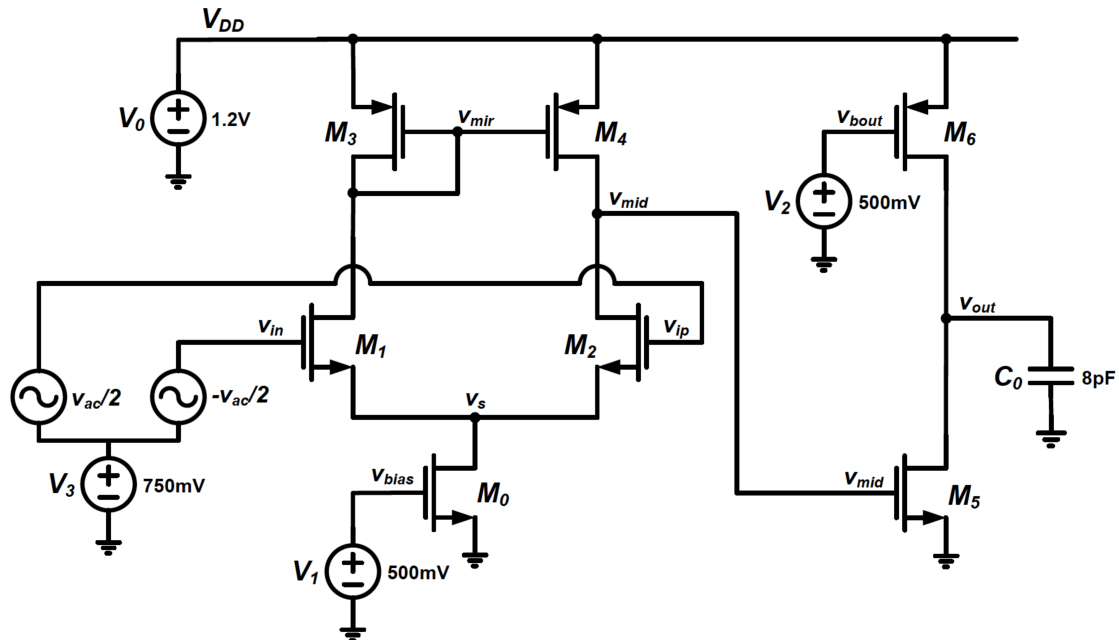 V_DD
V_0
1.2V
M_3
v_mir
M_4
v_bout
M_6
V_2
500mV
v_mid
v_in
M_1
M_2
v_ip
v_out
C_0
8pF
v_ac/2
-v_ac/2
v_s
V_3
750mV
v_bias
M_0
v_mid
M_5
V_1
500mV